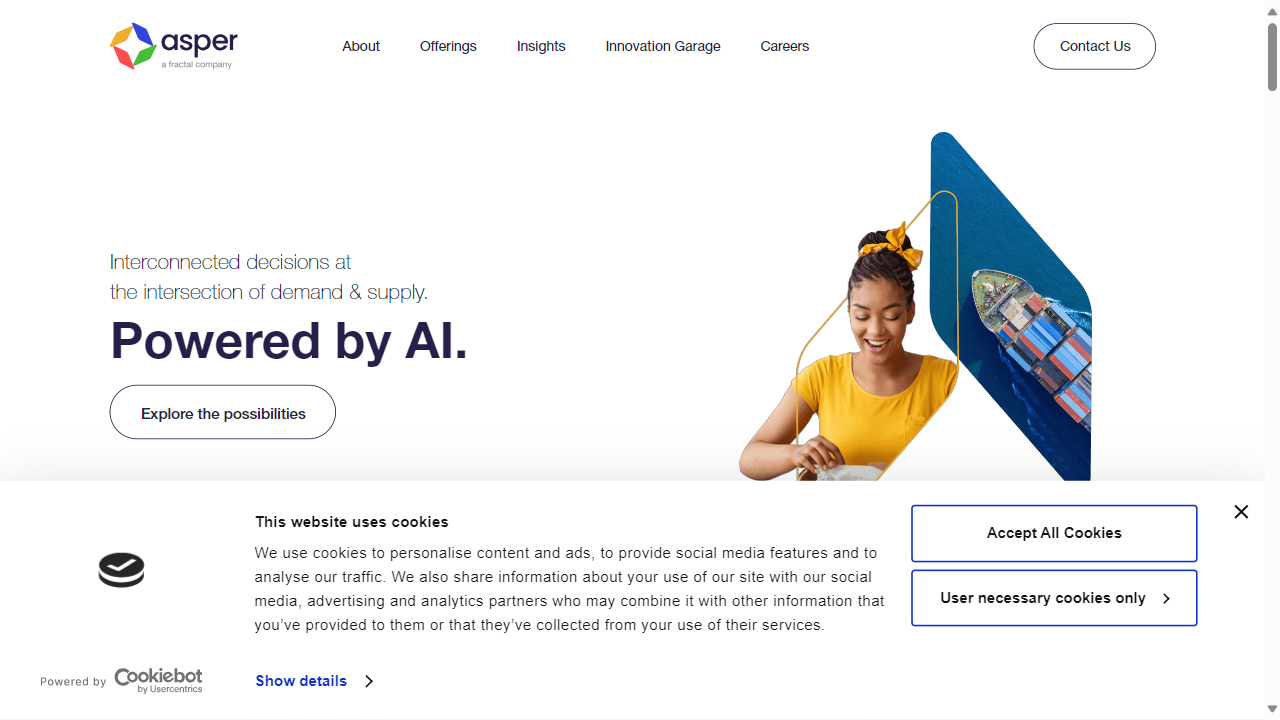 asper
a fractal company
About
Offerings
Insights
Innovation Garage
Careers
Contact Us
Interconnected decisions at
the intersection of demand & supply.
Powered by AI.
Explore the possibilities
This website uses cookies
We use cookies to personalise content and ads, to provide social media features and to
analyse our traffic. We also share information about your use of our site with our social
media, advertising and analytics partners who may combine it with other information that
you’ve provided to them or that they’ve collected from your use of their services.
Accept All Cookies
User necessary cookies only
Powered by Cookiebot
by Usercentrics
Show details